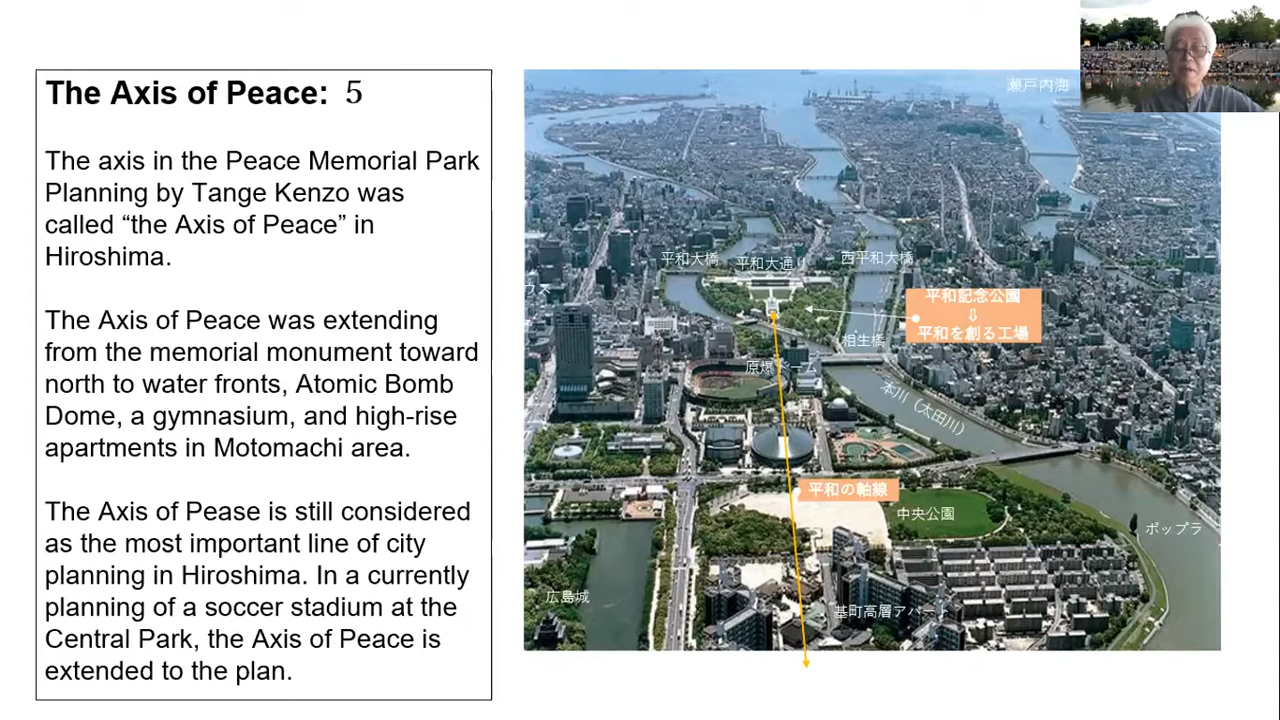 The Axis of Peace: 5
The axis in the Peace Memorial Park
Planning by Tange Kenzo was
called “the Axis of Peace” in
Hiroshima.
The Axis of Peace was extending
from the memorial monument toward
north to water fronts, Atomic Bomb
Dome, a gymnasium, and high-rise
apartments in Motomachi area.
The Axis of Pease is still considered
as the most important line of city
planning in Hiroshima. In a currently
planning of a soccer stadium at the
Central Park, the Axis of Peace is
extended to the plan.
瀬戸内海
平和大橋
平和大通り
西平和大橋
ウス
平和記念公園
⇩
平和を創る工場
相生橋
原爆ドーム
本川（太田川）
平和の軸線
中央公園
ポップラ
広島城
基町高層アパート